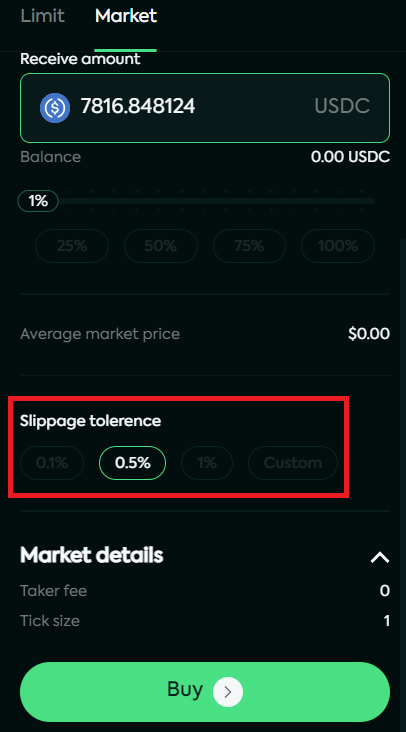 Limit Market
Receive amount
7816.848124 USDC
Balance 0.00 USDC
1%
25% 50% 75% 100%
Average market price $0.00
Slippage tolerence
0.1% 0.5% 1% Custom
Market details
Taker fee 0
Tick size 1
Buy